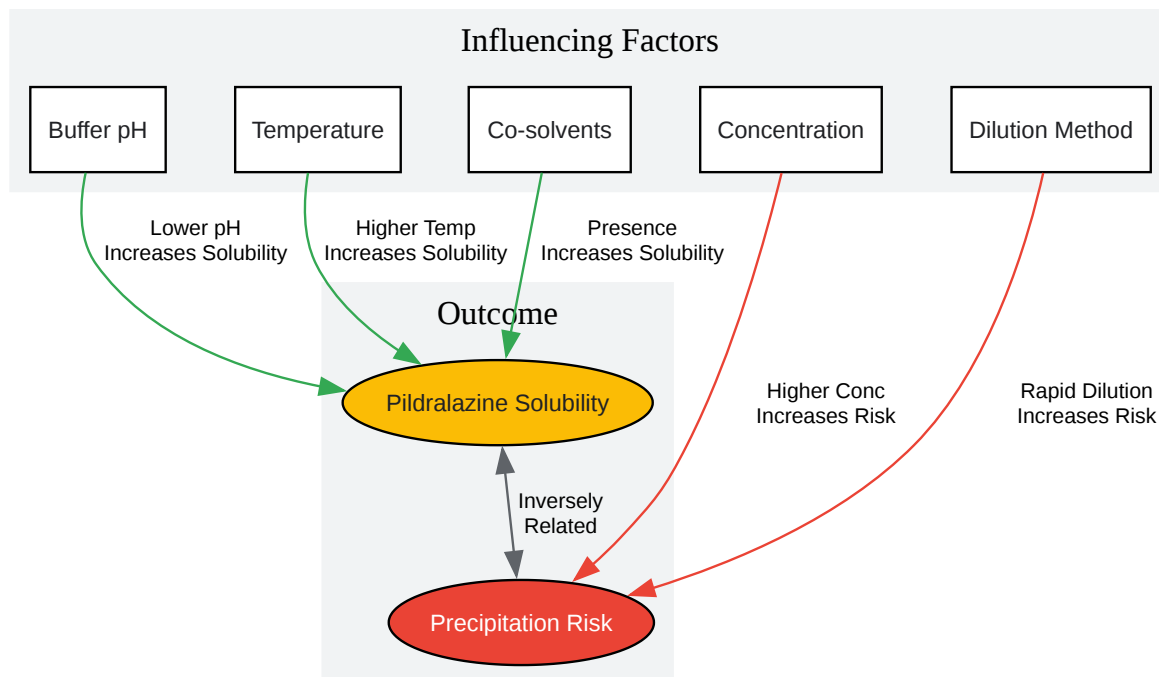 Influencing Factors
Buffer pH
Temperature
Co-solvents
Concentration
Dilution Method
Lower pH
Increases Solubility
Higher Temp
Increases Solubility
Presence
Increases Solubility
Outcome
Higher Conc
Increases Risk
Rapid Dilution
Increases Risk
Pildralazine Solubility
Inversely
Related
Precipitation Risk